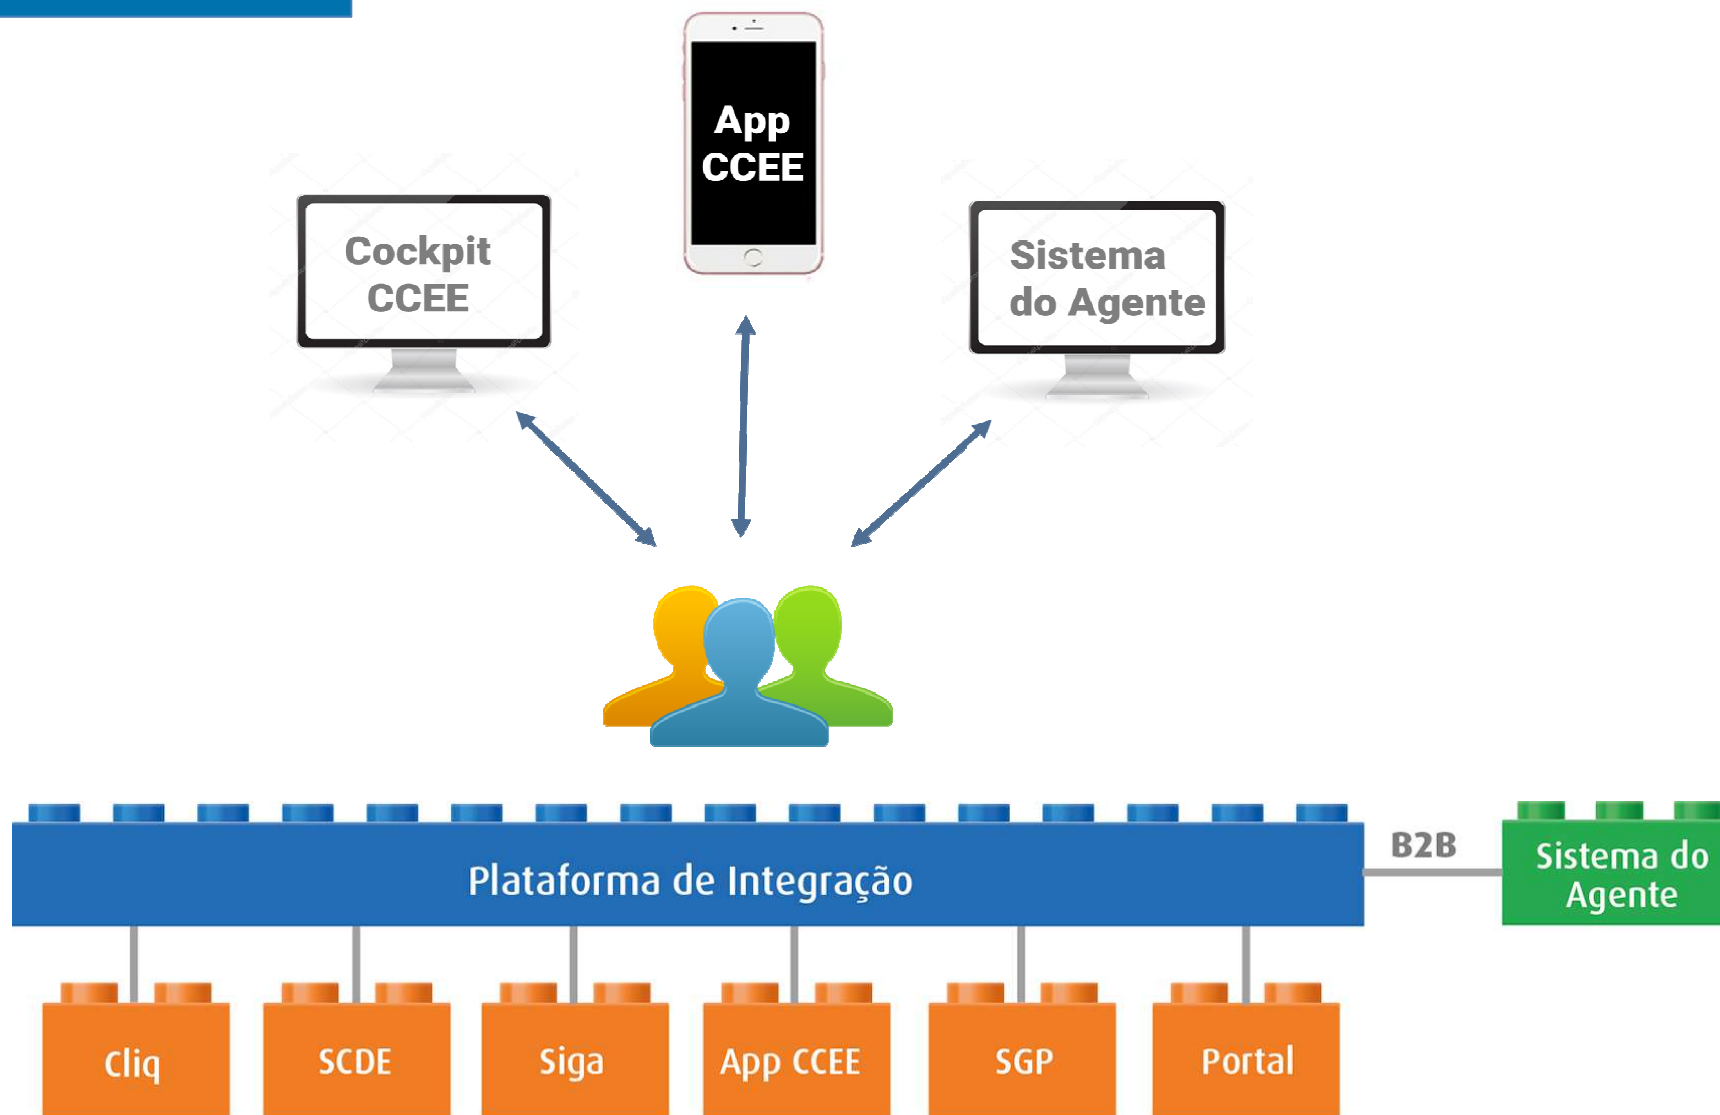 App
CCEE
Cockpit
CCEE
Sistema
do Agente
Plataforma de Integração
B2B
Sistema do
Agente
Cliq
SCDE
Siga
App CCEE
SGP
Portal